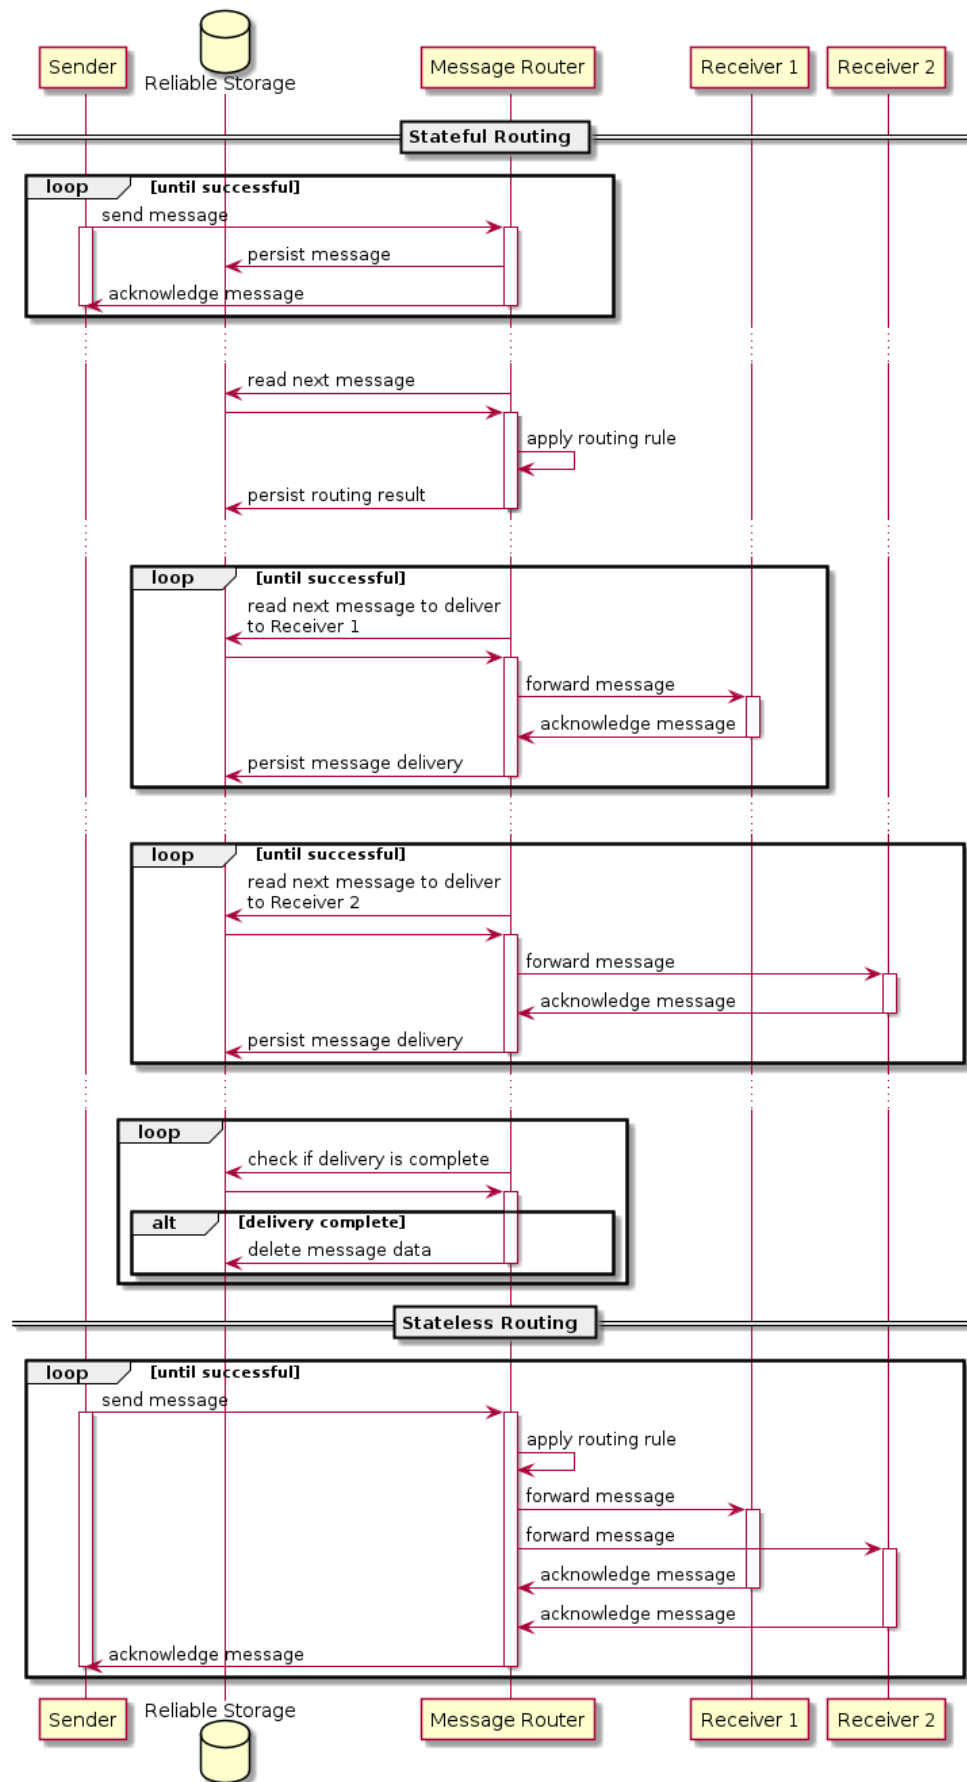 Sender
Reliable Storage
Message Router
Receiver 1
Receiver 2
Stateful Routing
loop
[until successful]
send message
persist message
acknowledge message
read next message
apply routing rule
persist routing result
loop
[until successful]
read next message to deliver
to Receiver 1
forward message
acknowledge message
persist message delivery
loop
[until successful]
read next message to deliver
to Receiver 2
forward message
acknowledge message
persist message delivery
loop
check if delivery is complete
alt
[delivery complete]
delete message data
Stateless Routing
loop
[until successful]
send message
apply routing rule
forward message
forward message
acknowledge message
acknowledge message
acknowledge message
Sender
Reliable Storage
Message Router
Receiver 1
Receiver 2